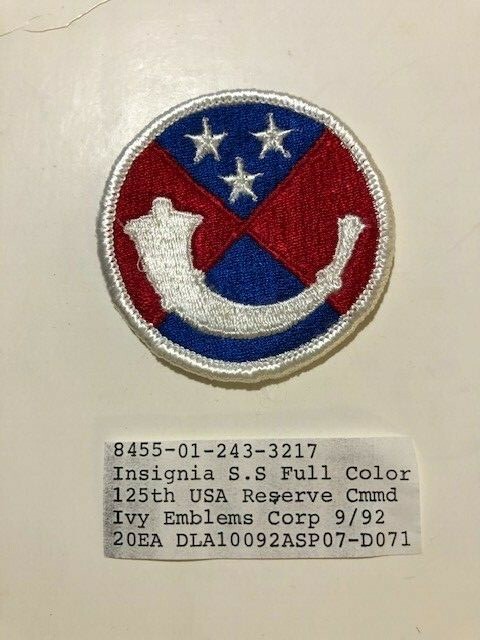 8455-01-243-3217
Insignia S.S Full Color
125th USA Reserve Cmmd
Ivy Emblems Corp 9/92
20EA DLA10092ASP07-D071